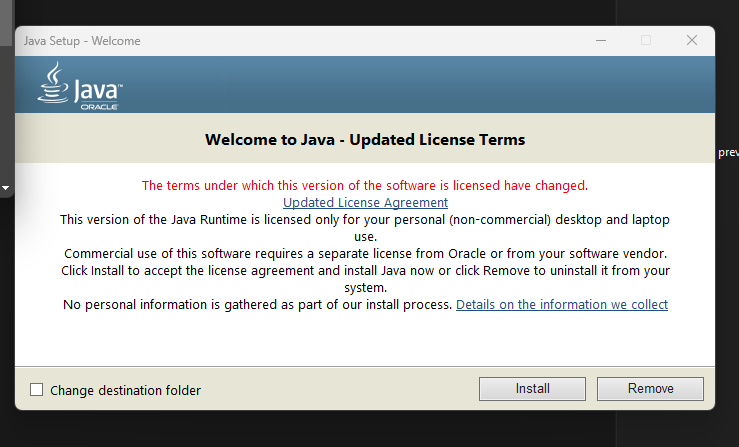 Java Setup - Welcome
Java™
ORACLE
Welcome to Java - Updated License Terms
The terms under which this version of the software is licensed have changed.
Updated License Agreement
This version of the Java Runtime is licensed only for your personal (non-commercial) desktop and laptop
use.
Commercial use of this software requires a separate license from Oracle or from your software vendor.
Click Install to accept the license agreement and install Java now or click Remove to uninstall it from your
system.
No personal information is gathered as part of our install process. Details on the information we collect
Change destination folder
Install
Remove
prev